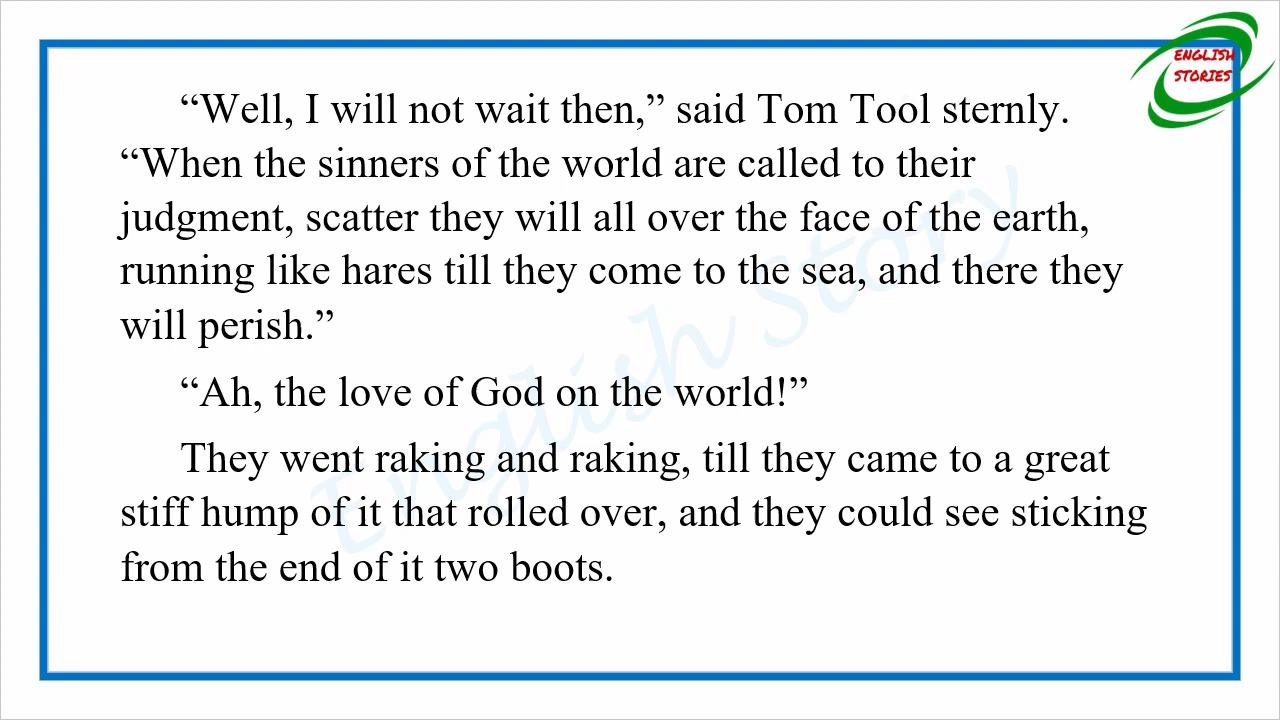 ENGLISH
STORIES
“Well, I will not wait then,” said Tom Tool sternly.
“When the sinners of the world are called to their
judgment, scatter they will all over the face of the earth,
running like hares till they come to the sea, and there they
will perish.”
“Ah, the love of God on the world!”
They went raking and raking, till they came to a great
stiff hump of it that rolled over, and they could see sticking
from the end of it two boots.
English Story